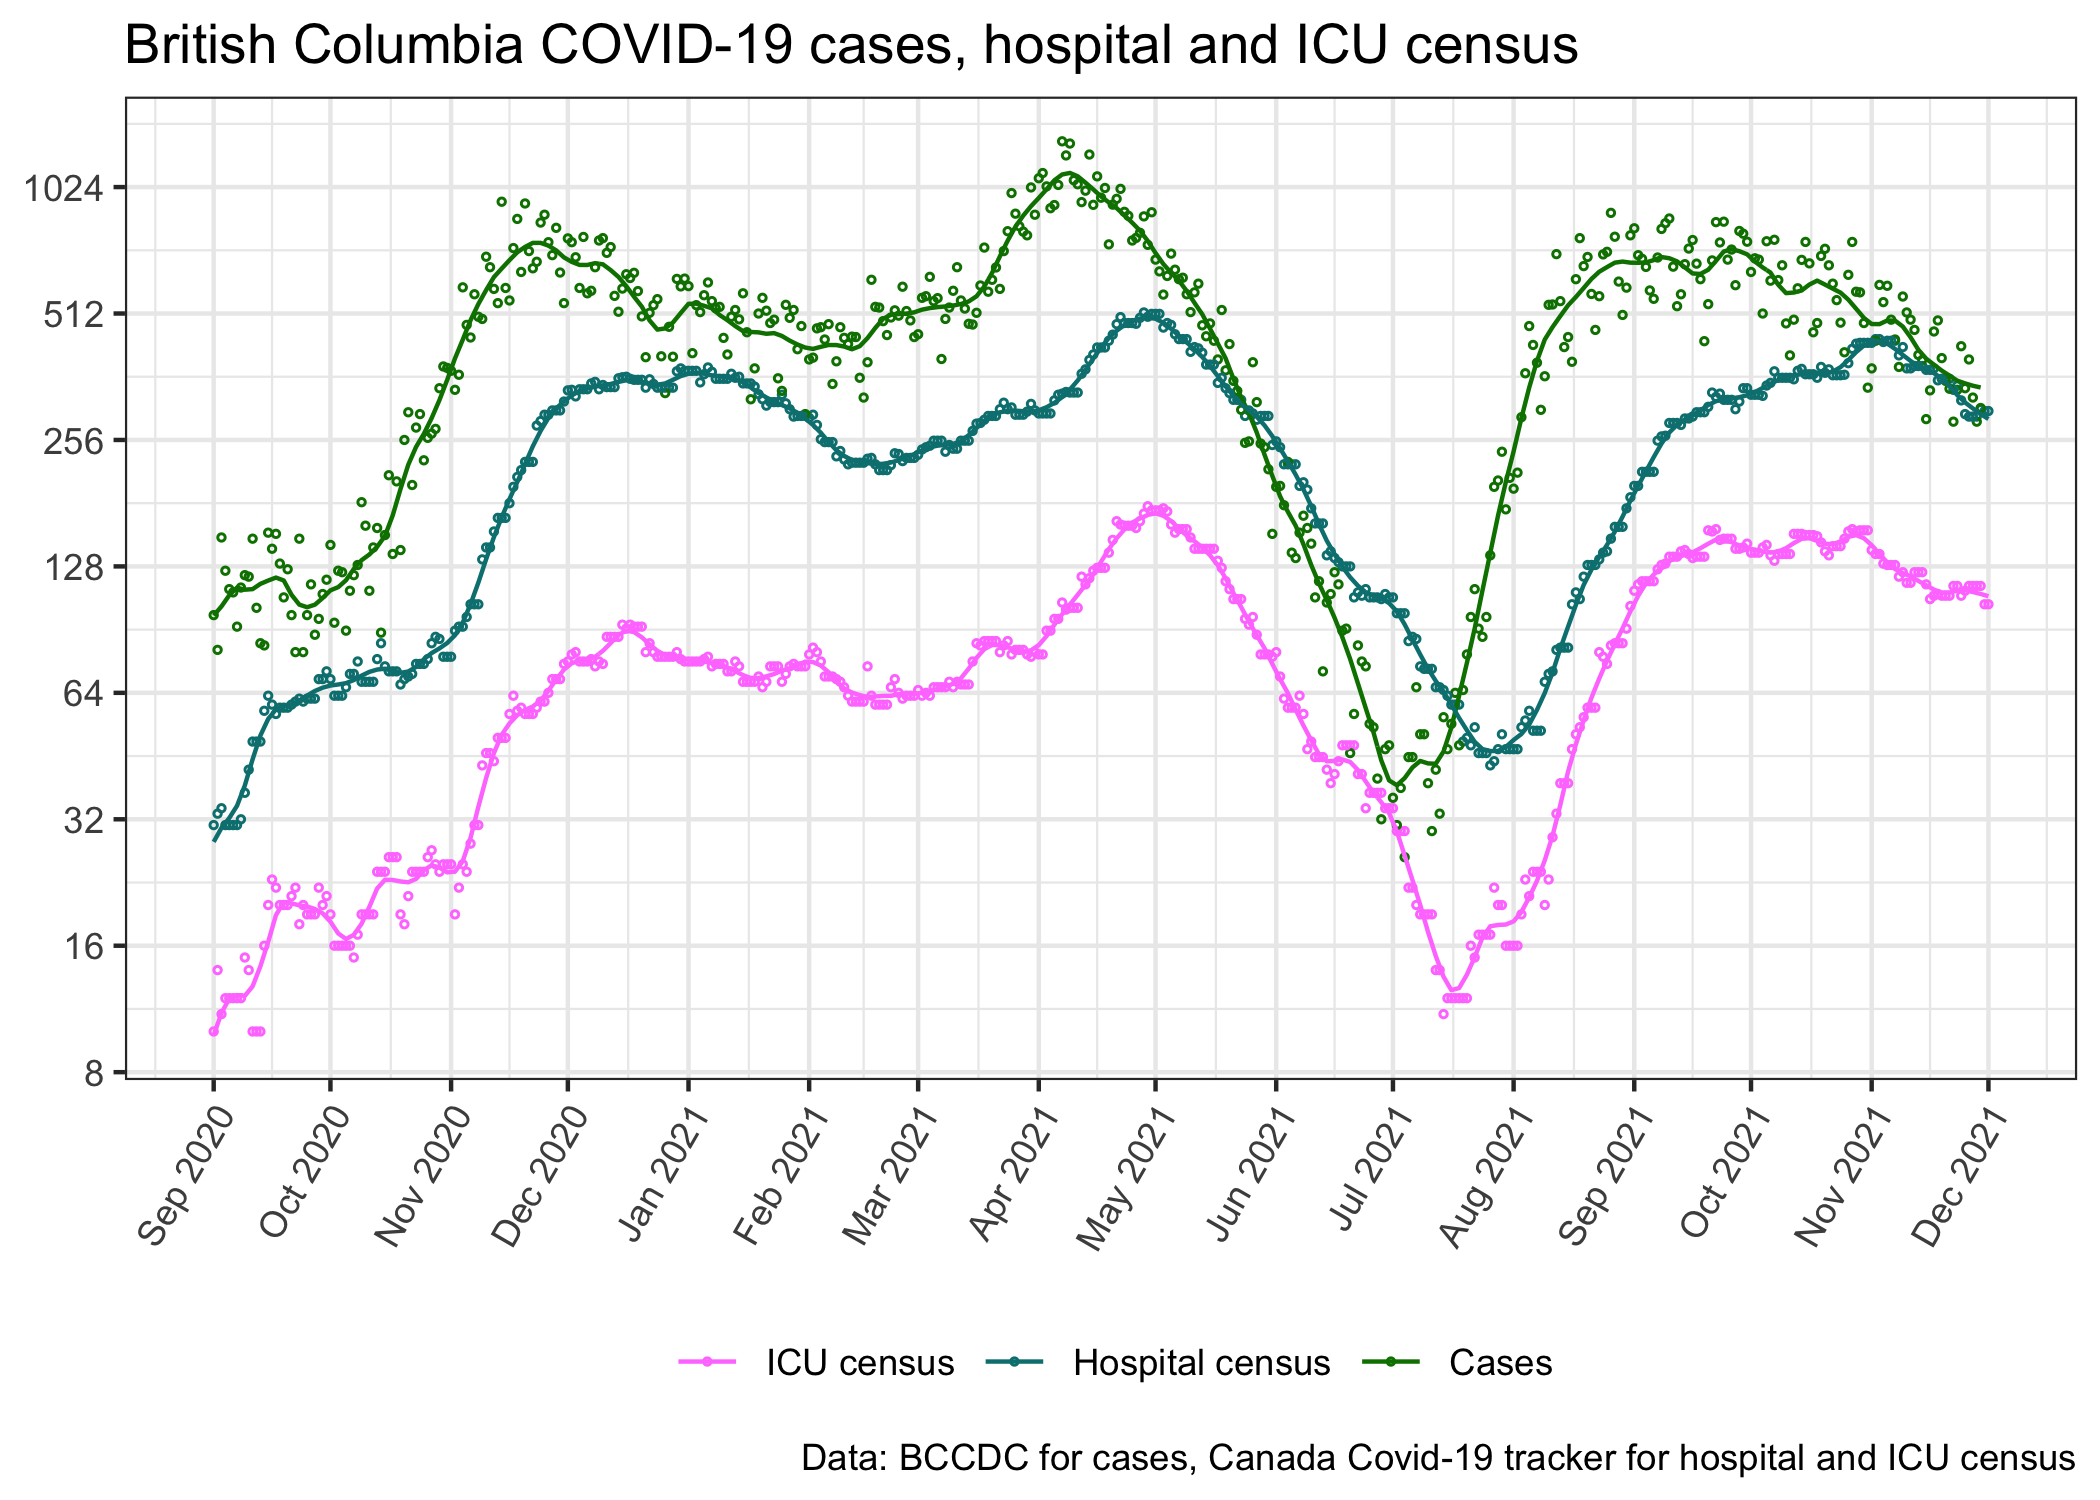 British Columbia COVID-19 cases, hospital and ICU census
1024
512
256
128
64
32
16
8
Sep 2020
Oct 2020
Nov 2020
Dec 2020
Jan 2021
Feb 2021
Mar 2021
Apr 2021
May 2021
Jun 2021
Jul 2021
Aug 2021
Sep 2021
Oct 2021
Nov 2021
Dec 2021
ICU census Hospital census Cases
Data: BCCDC for cases, Canada Covid-19 tracker for hospital and ICU census